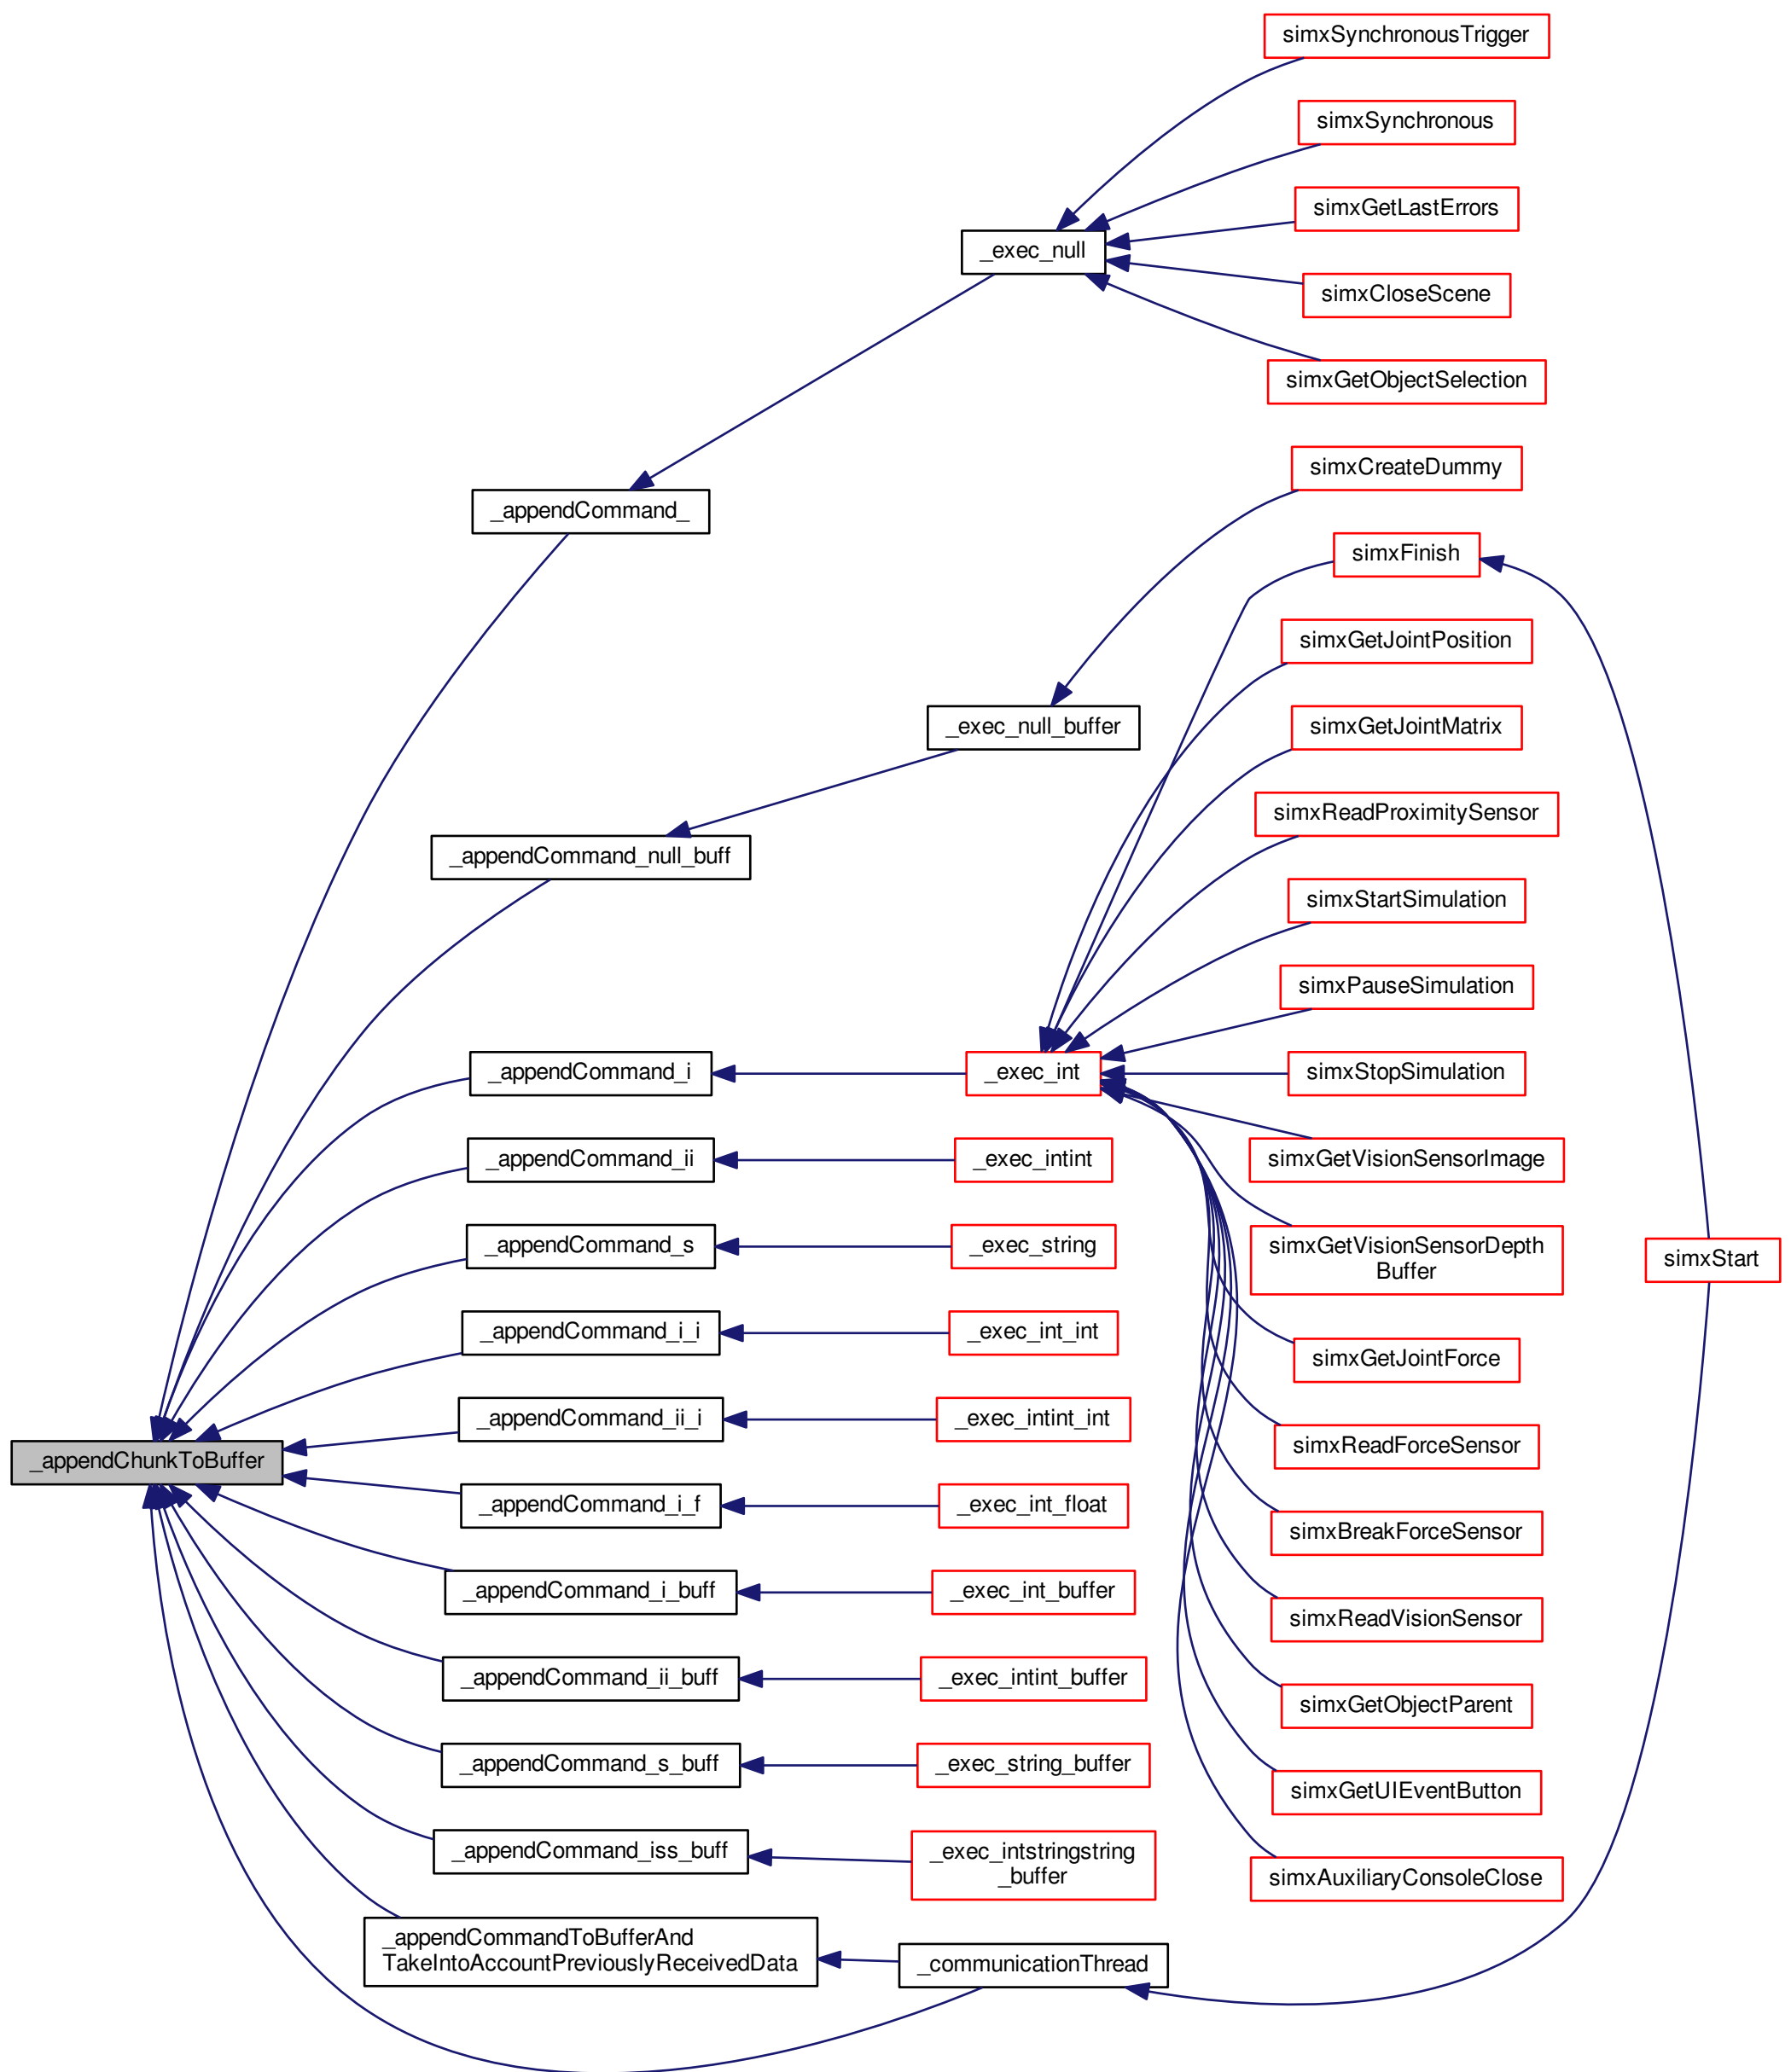 simxSynchronousTrigger
simxSynchronous
simxGetLastErrors
_exec_null
simxCloseScene
simxGetObjectSelection
simxCreateDummy
_appendCommand_
simxFinish
simxGetJointPosition
simxGetJointMatrix
_exec_null_buffer
simxReadProximitySensor
_appendCommand_null_buff
simxStartSimulation
simxPauseSimulation
_appendCommand_i
_exec_int
simxStopSimulation
_appendCommand_ii
_exec_intint
simxGetVisionSensorImage
_appendCommand_s
_exec_string
simxGetVisionSensorDepth
Buffer
simxStart
_appendCommand_i_i
_exec_int_int
simxGetJointForce
_appendCommand_ii_i
_exec_intint_int
simxReadForceSensor
_appendChunkToBuffer
_appendCommand_i_f
_exec_int_float
simxBreakForceSensor
_appendCommand_i_buff
_exec_int_buffer
simxReadVisionSensor
_appendCommand_ii_buff
_exec_intint_buffer
simxGetObjectParent
_appendCommand_s_buff
_exec_string_buffer
simxGetUIEventButton
_appendCommand_iss_buff
_exec_intstringstring
_buffer
simxAuxiliaryConsoleClose
_appendCommandToBufferAnd
TakeIntoAccountPreviouslyReceivedData
_communicationThread